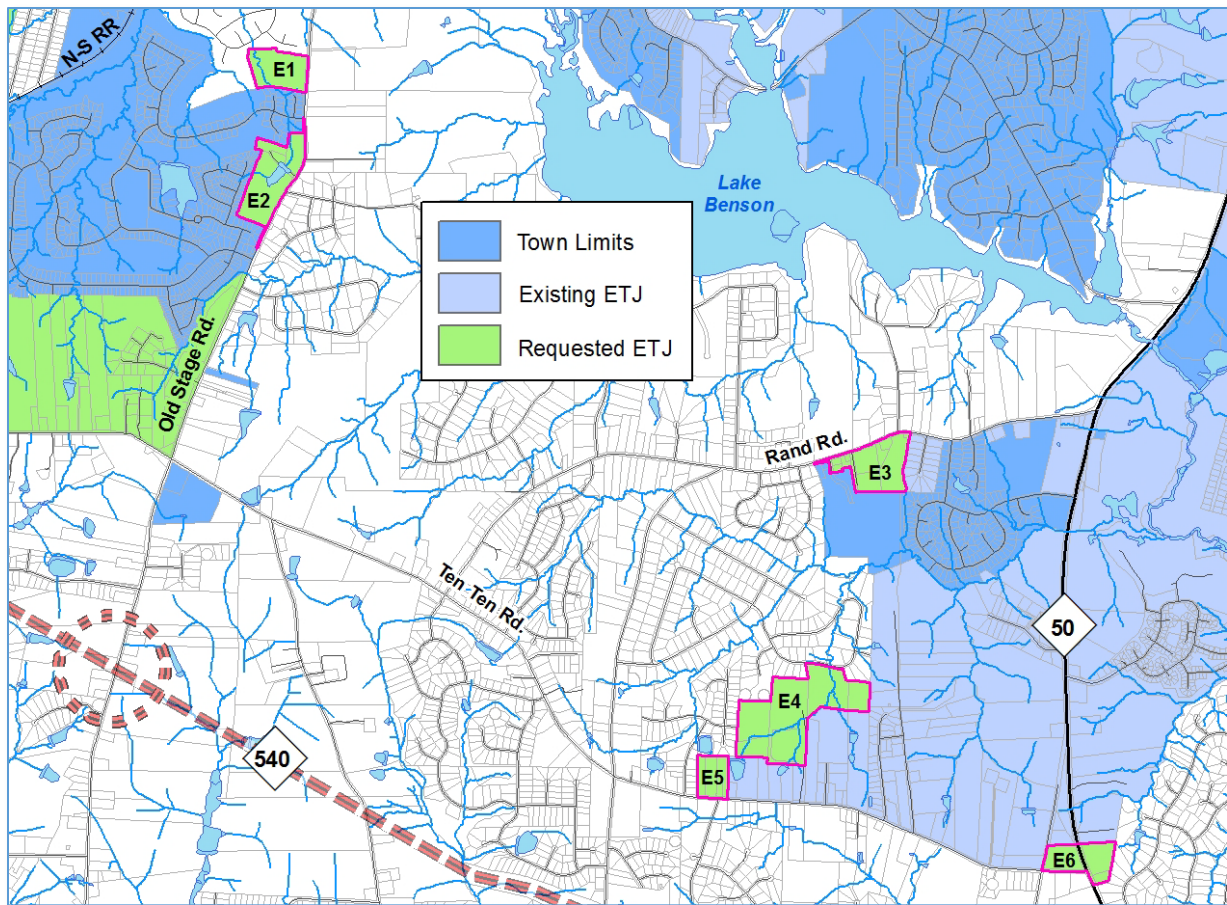 N-S RR
E1
E2
Lake
Benson
Town Limits
Existing ETJ
Requested ETJ
Old Stage Rd.
Rand Rd.
E3
Ten-Ten Rd.
50
E4
540
E5
E6